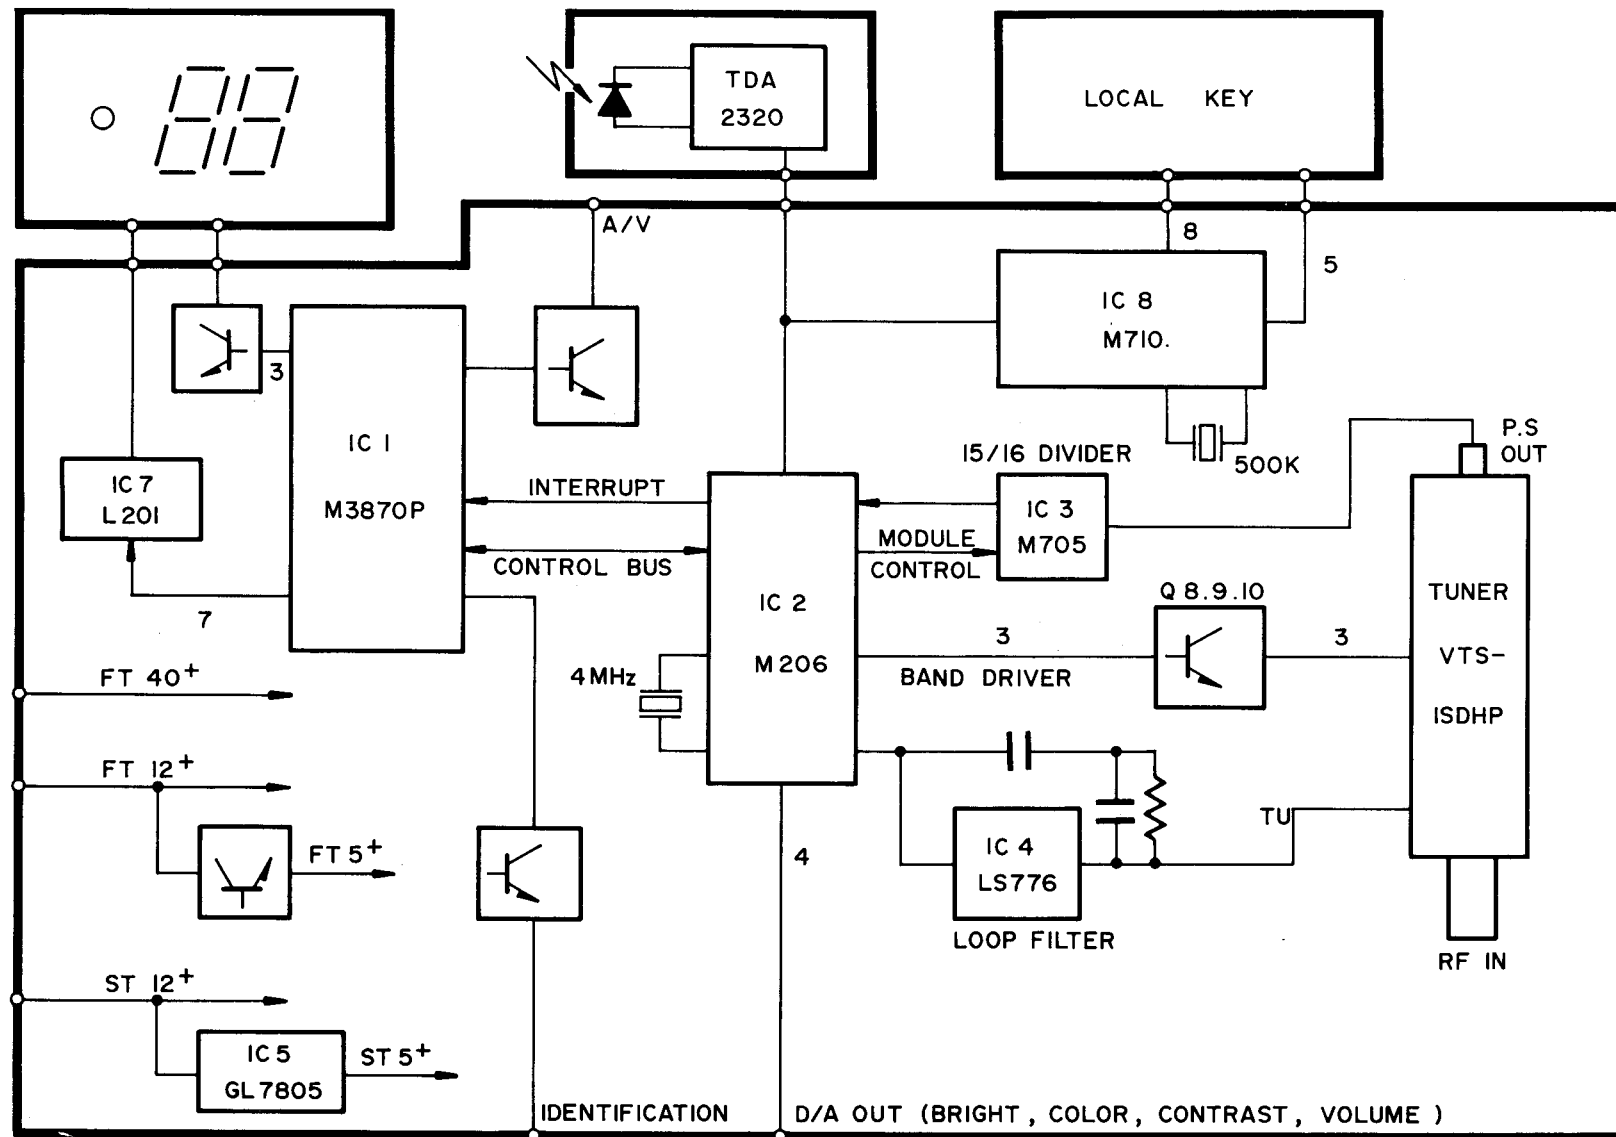 88
TDA
2320
LOCAL KEY
A/V
8
5
IC 8
M710.
3
IC 1
M3870P
500K
P.S
OUT
15/16 DIVIDER
IC 7
L201
INTERRUPT
IC 3
M705
MODULE
CONTROL
CONTROL BUS
7
IC 2
M206
Q 8.9.10
TUNER
VTS-
ISDHP
3
3
BAND DRIVER
4MHz
FT 40+
FT 12+
FT 5+
TU
IC 4
LS776
4
LOOP FILTER
RF IN
ST 12+
IC 5
GL7805
ST 5+
IDENTIFICATION
D/A OUT (BRIGHT, COLOR, CONTRAST, VOLUME )